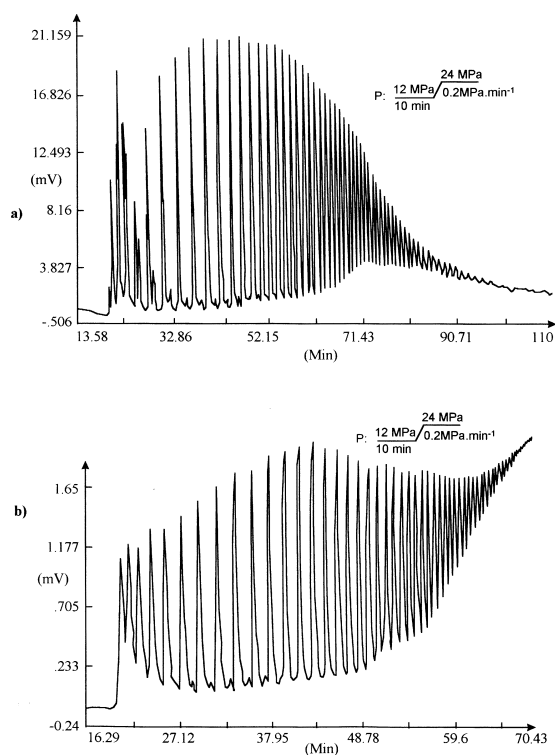 21.159
24 MPa
P: 12 MPa 0.2MPa.min-1
10 min
16.826
12.493
(mV)
a)
8.16
3.827
-.506
13.58 32.86 52.15 71.43 90.71 110
(Min)
24 MPa
P: 12 MPa 0.2MPa.min-1
10 min
1.65
b)
1.177
(mV)
.705
.233
-0.24
16.29 27.12 37.95 48.78 59.6 70.43
(Min)